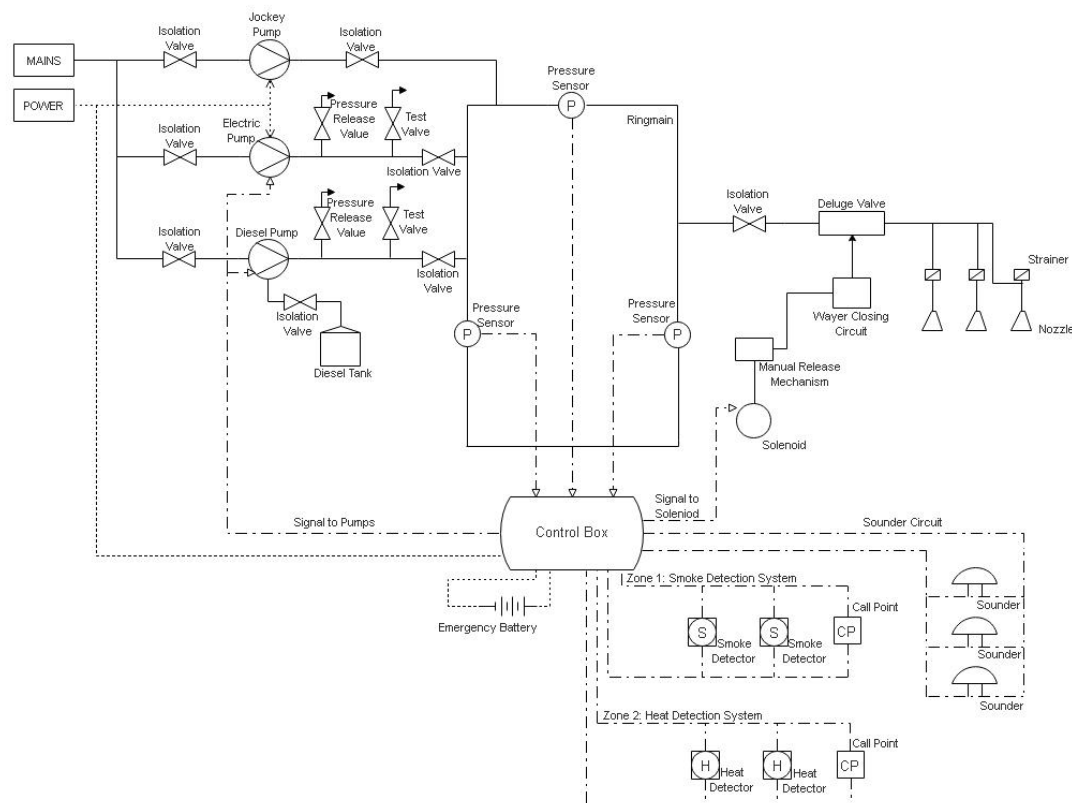 Jockey
Pump
Isolation
Valve
Isolation
Valve
MAINS
POWER
Pressure
Sensor
P
Electric
Pump
Isolation
Valve
Pressure
Release
Value
Test
Valve
Isolation Valve
Ringmain
Diesel Pump
Isolation
Valve
Pressure
Release
Value
Test
Valve
Isolation
Valve
Isolation
Valve
Deluge Valve
Strainer
Nozzle
Isolation
Valve
Diesel Tank
Pressure
Sensor
P
Pressure
Sensor
P
Wayer Closing
Circuit
Manual Release
Mechanism
Solenoid
Signal to Pumps
Control Box
Signal to
Soleniod
Sounder Circuit
Emergency Battery
Zone 1: Smoke Detection System
Call Point
S
Smoke
Detector
S
Smoke
Detector
CP
Sounder
Sounder
Sounder
Zone 2: Heat Detection System
Call Point
H
Heat
Detector
H
Heat
Detector
CP